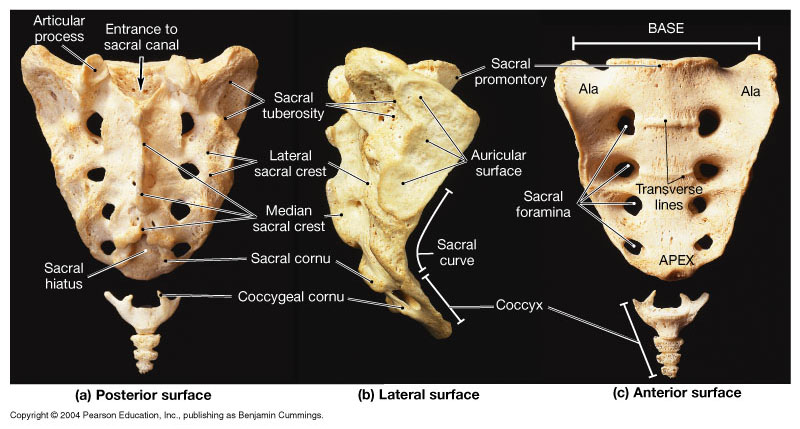 Articular
process
Entrance to
sacral canal
Sacral
tuberosity
Lateral
sacral crest
Median
sacral crest
Sacral cornu
Sacral
hiatus
Coccygeal cornu
Sacral
promontory
Auricular
surface
Sacral
curve
Coccyx
BASE
Ala
Ala
Sacral
foramina
Transverse
lines
APEX
(a) Posterior surface
(b) Lateral surface
(c) Anterior surface
Copyright © 2004 Pearson Education, Inc., publishing as Benjamin Cummings.